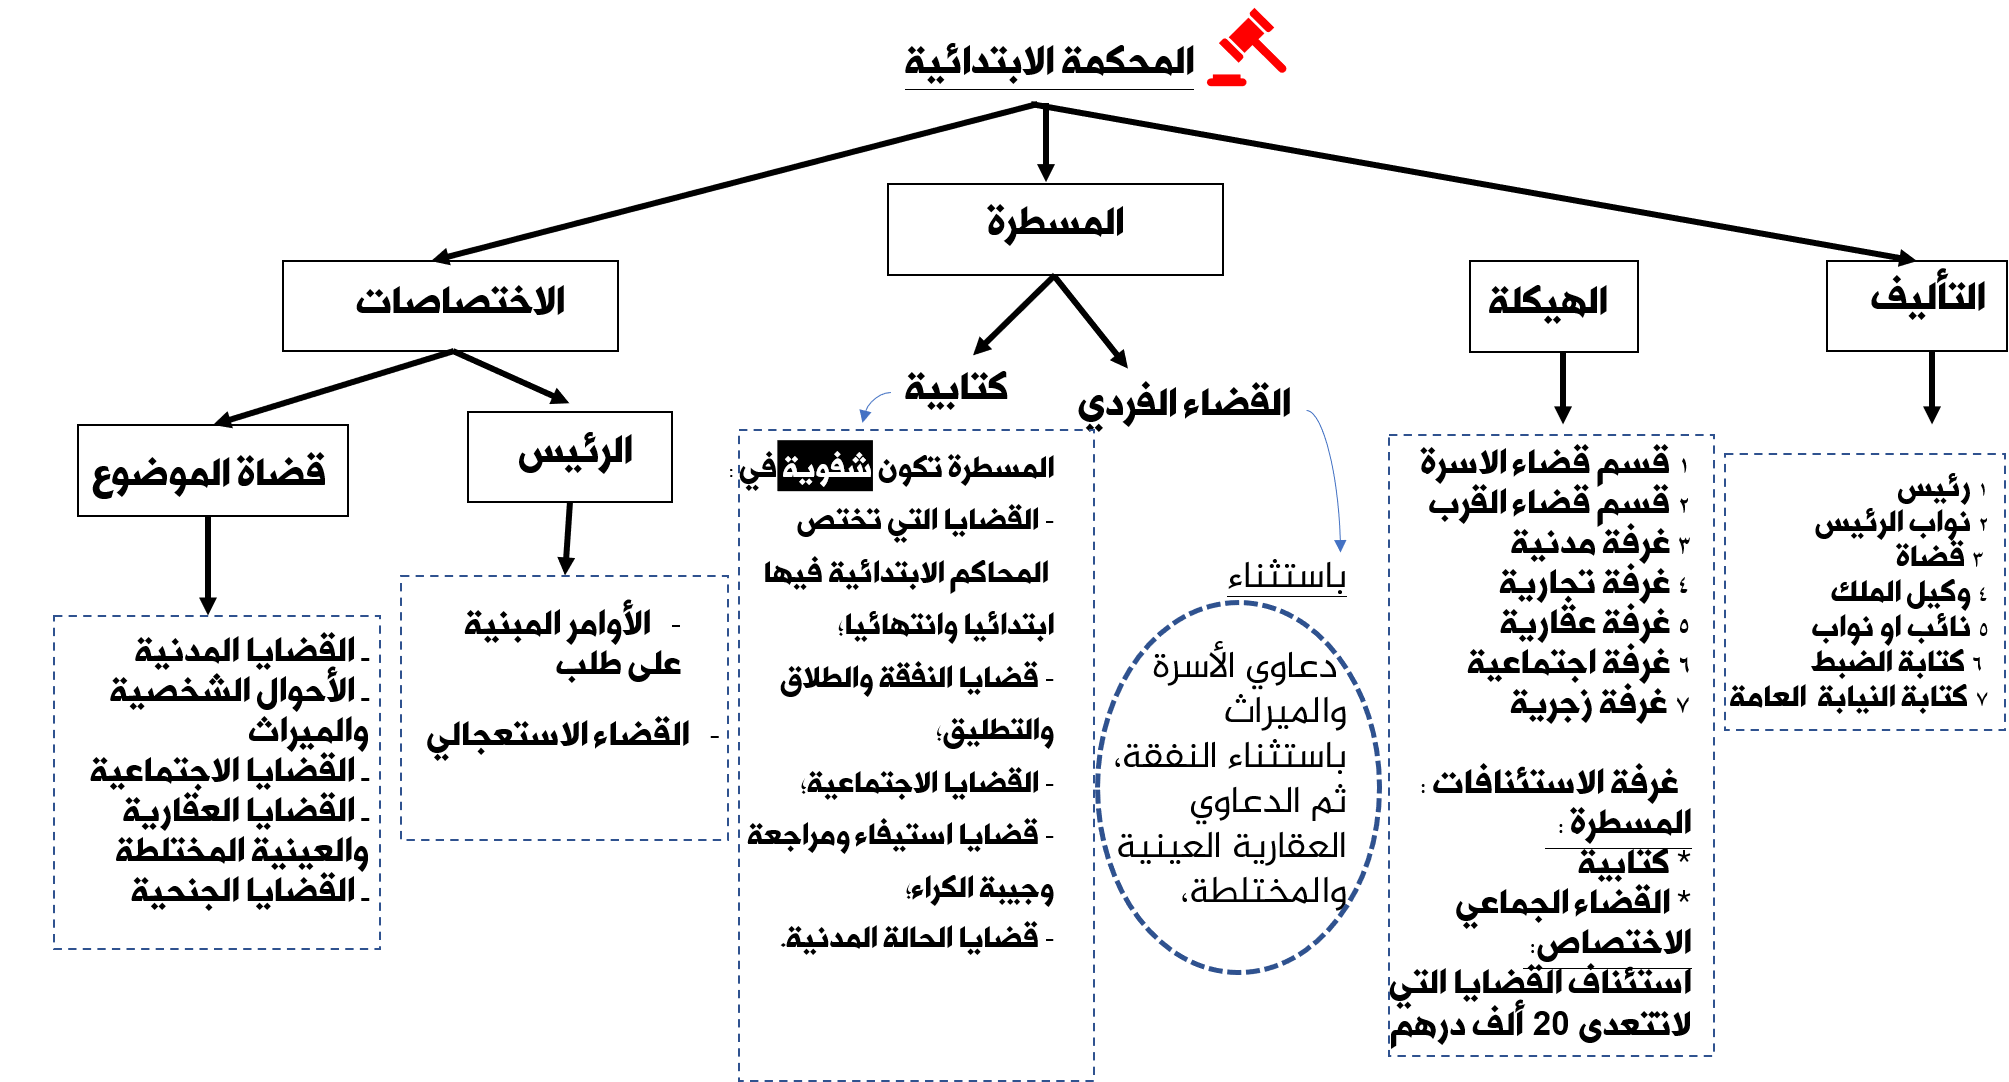 المحكمة الابتدائية
التأليف
١ رئيس
٢ نواب الرئيس
٣ قضاة
٤ وكيل الملك
٥ نائب او نواب
٦ كتابة الضبط
٧ كتابة النيابة العامة
الهيكلة
١ قسم قضاء الاسرة
٢ قسم قضاء القرب
٣ غرفة مدنية
٤ غرفة تجارية
٥ غرفة عقارية
٦ غرفة اجتماعية
٧ غرفة زجرية
غرفة الاستئنافات :
المسطرة :
* كتابية
* القضاء الجماعي
الاختصاص:
استئناف القضايا التي
لاتتعدى 20 ألف درهم
المسطرة
القضاء الفردي
باستثناء
دعاوي الأسرة
والميراث
باستثناء النفقة،
ثم الدعاوي
العقارية العينية
والمختلطة،
كتابية
المسطرة تكون شفوية في :
- القضايا التي تختص
المحاكم الابتدائية فيها
ابتدائيا وانتهائيا؛
- قضايا النفقة والطلاق
والتطليق؛
- القضايا الاجتماعية؛
- قضايا استيفاء ومراجعة
وجيبة الكراء؛
- قضايا الحالة المدنية.
الاختصاصات
الرئيس
- الأوامر المبنية
على طلب
- القضاء الاستعجالي
قضاة الموضوع
ـ القضايا المدنية
ـ الأحوال الشخصية
والميراث
ـ القضايا الاجتماعية
ـ القضايا العقارية
والعينية المختلطة
ـ القضايا الجنحية